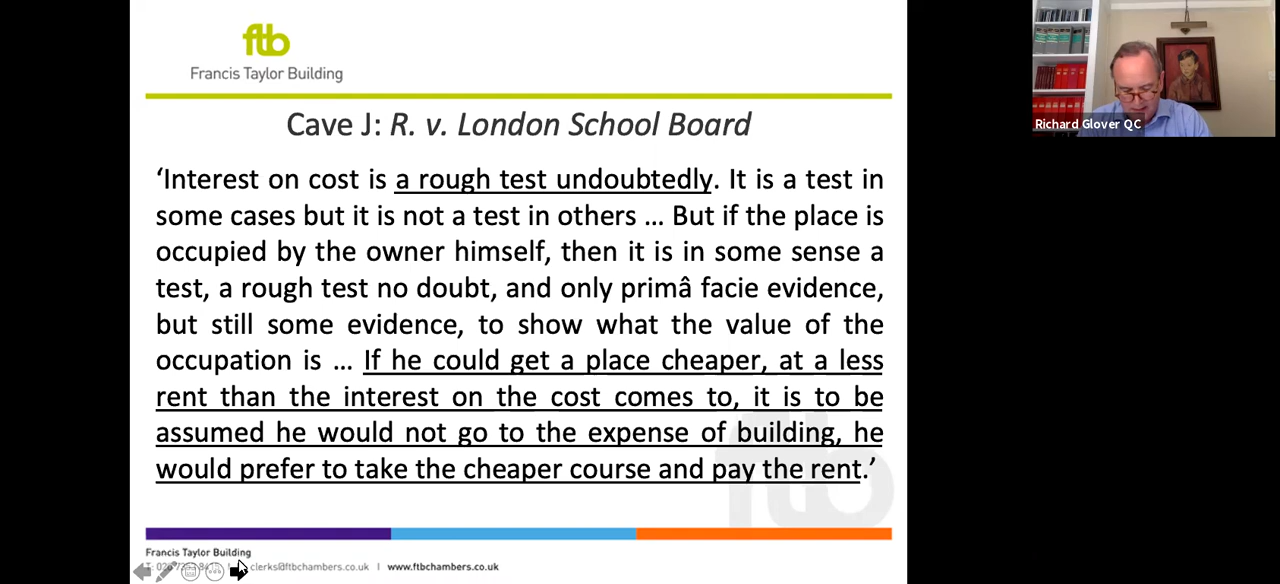 ftb
Francis Taylor Building
Cave J: R. v. London School Board
‘Interest on cost is a rough test undoubtedly. It is a test in
some cases but it is not a test in others … But if the place is
occupied by the owner himself, then it is in some sense a
test, a rough test no doubt, and only primâ facie evidence,
but still some evidence, to show what the value of the
occupation is … If he could get a place cheaper, at a less
rent than the interest on the cost comes to, it is to be
assumed he would not go to the expense of building, he
would prefer to take the cheaper course and pay the rent.’
ftb
Francis Taylor Building
clerks@ftbchambers.co.uk I www.ftbchambers.co.uk
Richard Glover QC